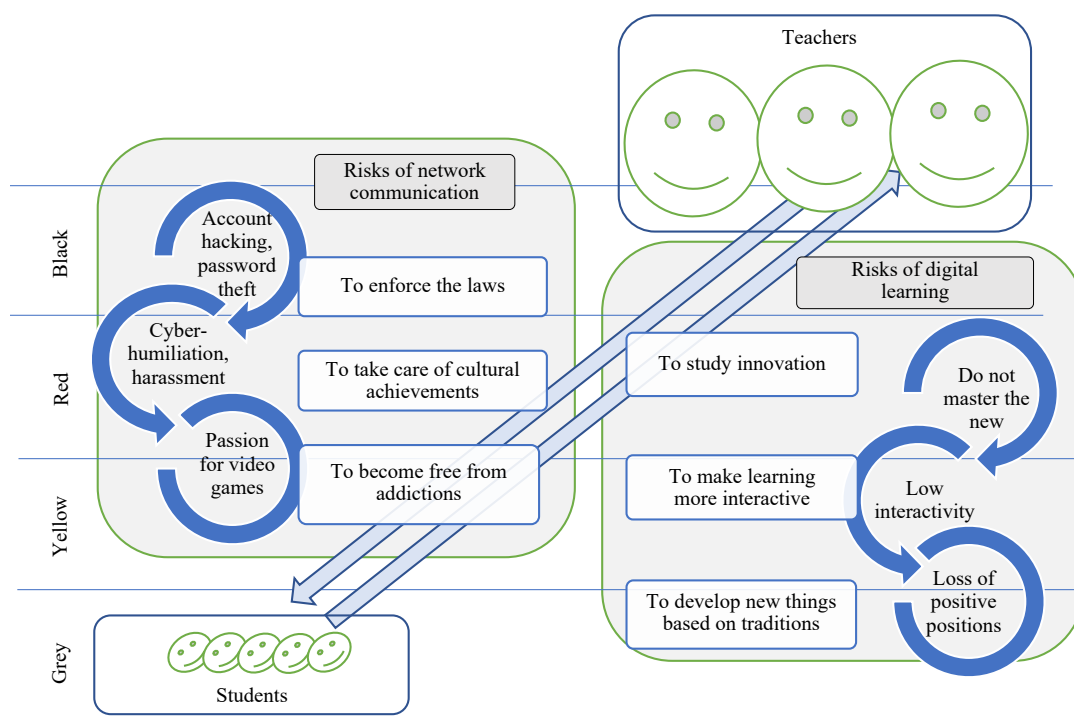 Teachers
Risks of network
communication
Black
Account
hacking,
password
theft
To enforce the laws
Risks of digital
learning
Cyber-
humiliation,
harassment
Red
To take care of cultural
achievements
To study innovation
Do not
master the
new
Passion
for video
games
To become free from
addictions
Yellow
To make learning
more interactive
Low
interactivity
To develop new things
based on traditions
Loss of
positive
positions
Grey
Students